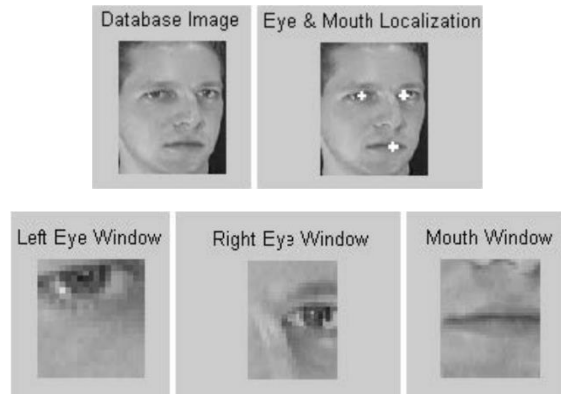 Database Image
Eye & Mouth Localization
Left Eye Window
Right Eye Window
Mouth Window